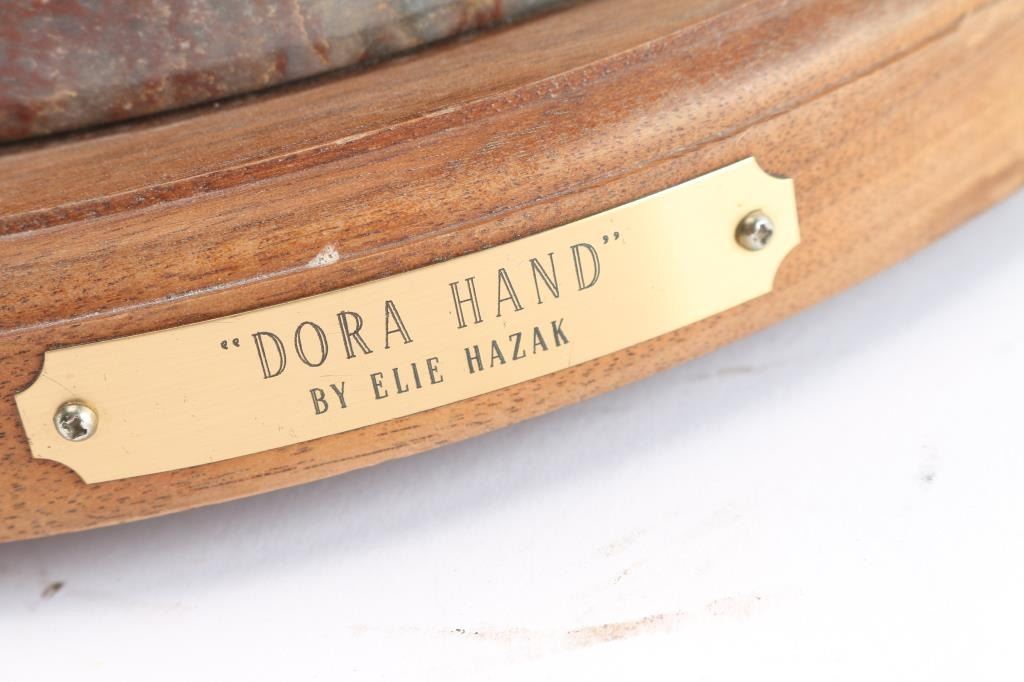 “DORA HAND”
BY ELIE HAZAK